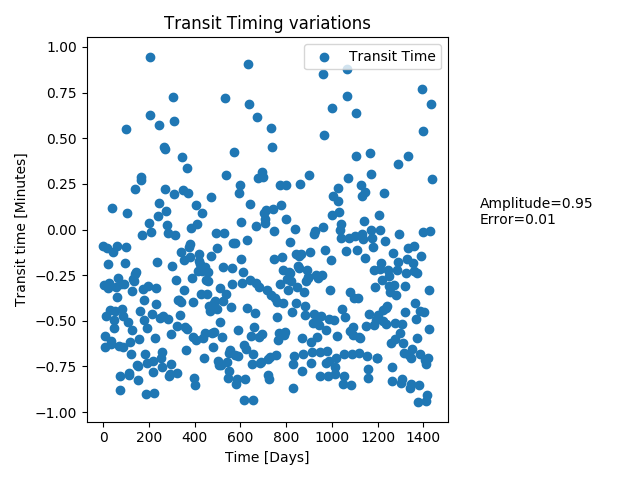 Transit Timing variations
Transit Time
1.00
0.75
0.50
0.25
0.00
−0.25
−0.50
−0.75
−1.00
Transit time [Minutes]
Amplitude=0.95
Error=0.01
0 200 400 600 800 1000 1200 1400
Time [Days]